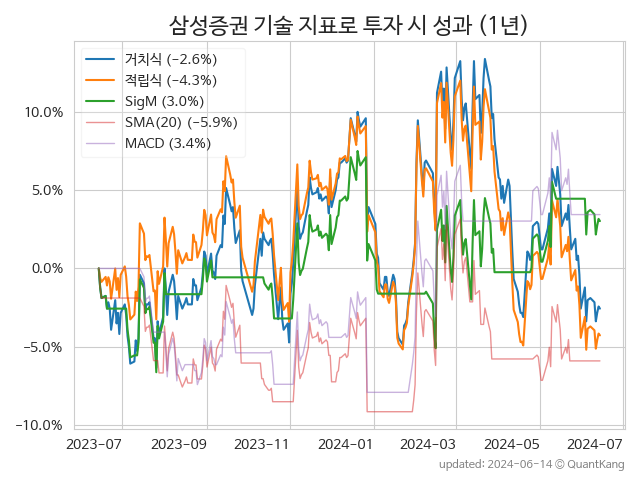 삼성증권 기술 지표로 투자 시 성과 (1년)
거치식 (−2.6%)
적립식 (−4.3%)
SigM (3.0%)
SMA(20) (−5.9%)
MACD (3.4%)
10.0%
5.0%
0.0%
−5.0%
−10.0%
2023-07 2023-09 2023-11 2024-01 2024-03 2024-05 2024-07
updated: 2024-06-14 © QuantKang